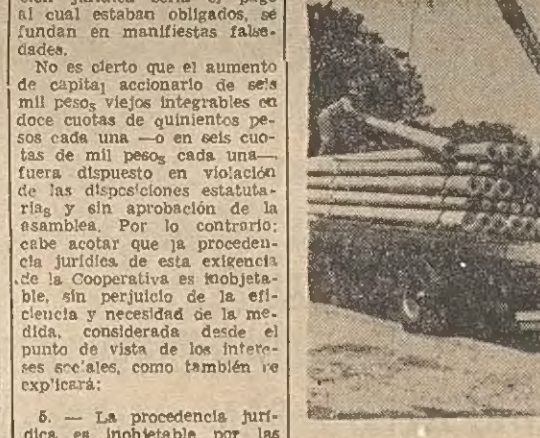 al cual estaban obligados, se
fundan en manifiestas false-
dades.
No es cierto que el aumento
de capital accionario de seis
mil pesos viejos integrables en
doce cuotas de quinientos pe-
sos cada una —o en seis cuo-
tas de mil pesos cada una—
fuera dispuesto en violación
de las disposiciones estatuta-
rias y sin aprobación de la
asamblea. Por lo contrario;
cabe acotar que la proceden-
cia jurídica de esta exigencia
de la Cooperativa es inobjeta-
ble, sin perjuicio de la efi-
ciencia y necesidad de la me-
dida, considerada desde el
punto de vista de los intere-
ses sociales, como también se
explicará:
5. — La procedencia jurí-
dica es inobjetable por las